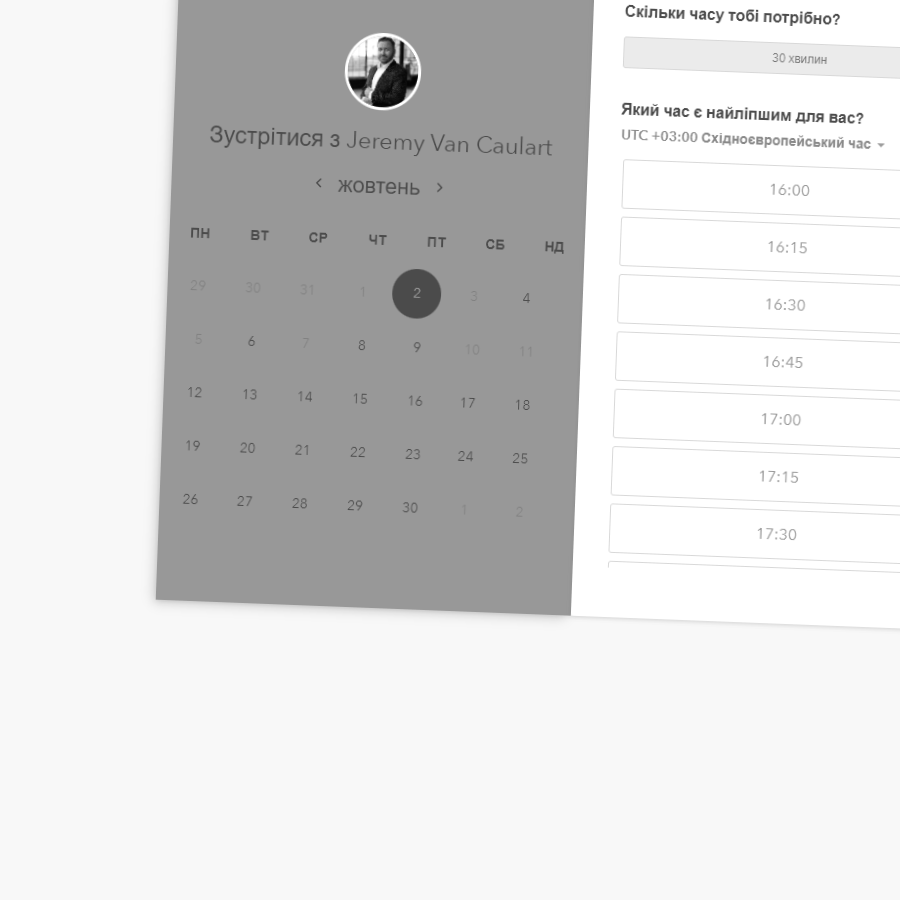 Зустрітися з Jeremy Van Caulart
жовтень
ПН ВТ СР ЧТ ПТ СБ НД
29 30 31 1 2 3 4
5 6 7 8 9 10 11
12 13 14 15 16 17 18
19 20 21 22 23 24 25
26 27 28 29 30 1 2
Скільки часу тобі потрібно?
30 хвилин
Який час є найліпшим для вас?
UTC +03:00 Східноєвропейський час
16:00
16:15
16:30
16:45
17:00
17:15
17:30